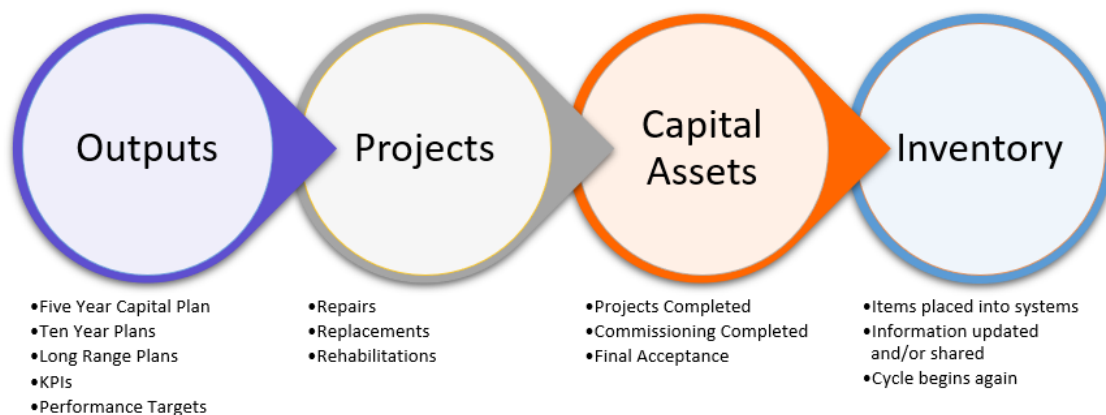 Outputs
Projects
Capital
Assets
Inventory
•Five Year Capital Plan
•Ten Year Plans
•Long Range Plans
•KPIs
•Performance Targets
•Repairs
•Replacements
•Rehabilitations
•Projects Completed
•Commissioning Completed
•Final Acceptance
•Items placed into systems
•Information updated
and/or shared
•Cycle begins again